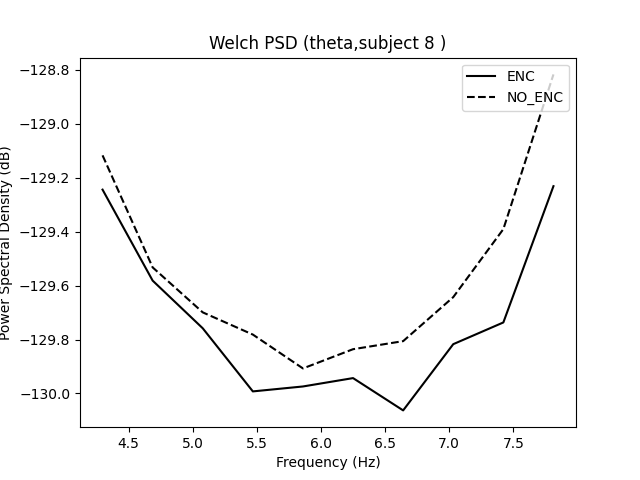 Welch PSD (theta,subject 8 )
ENC
NO_ENC
−128.8
−129.0
−129.2
−129.4
−129.6
−129.8
−130.0
Power Spectral Density (dB)
4.5 5.0 5.5 6.0 6.5 7.0 7.5
Frequency (Hz)